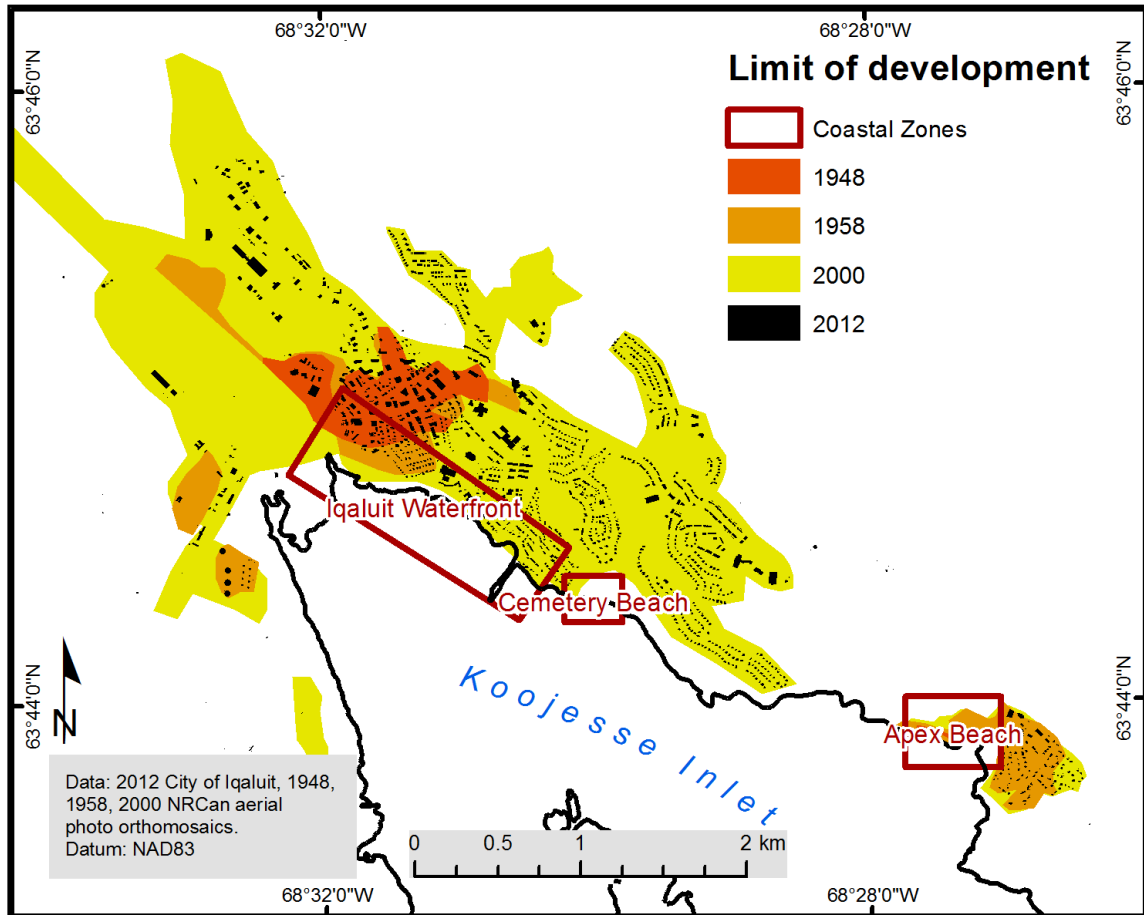 68°32'0"W
68°28'0"W
63°46'0"N
63°46'0"N
Limit of development
Coastal Zones
1948
1958
2000
2012
Iqaluit Waterfront
Cemetery Beach
Koojesse Inlet
63°44'0"N
63°44'0"N
Apex Beach
N
Data: 2012 City of Iqaluit, 1948,
1958, 2000 NRCan aerial
photo orthomosaics.
Datum: NAD83
0 0.5 1 2 km
68°32'0"W
68°28'0"W